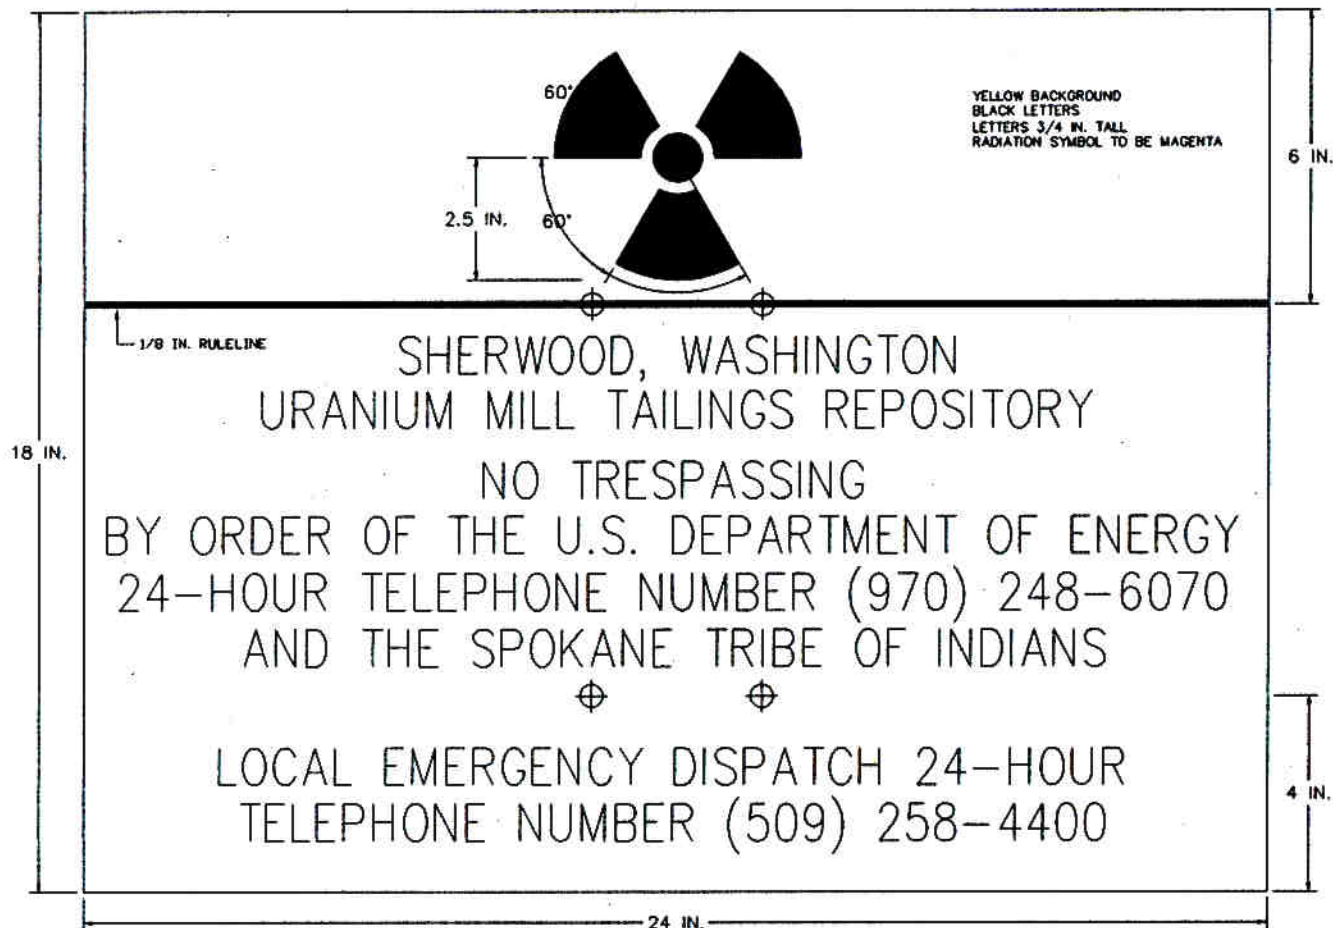 60°
YELLOW BACKGROUND
BLACK LETTERS
LETTERS 3/4 IN. TALL
RADIATION SYMBOL TO BE MAGENTA
6 IN.
2.5 IN.
60°
1/8 IN. RULELINE
SHERWOOD, WASHINGTON
URANIUM MILL TAILINGS REPOSITORY
18 IN.
NO TRESPASSING
BY ORDER OF THE U.S. DEPARTMENT OF ENERGY
24-HOUR TELEPHONE NUMBER (970) 248-6070
AND THE SPOKANE TRIBE OF INDIANS
LOCAL EMERGENCY DISPATCH 24-HOUR
4 IN.
TELEPHONE NUMBER (509) 258-4400
24 IN.